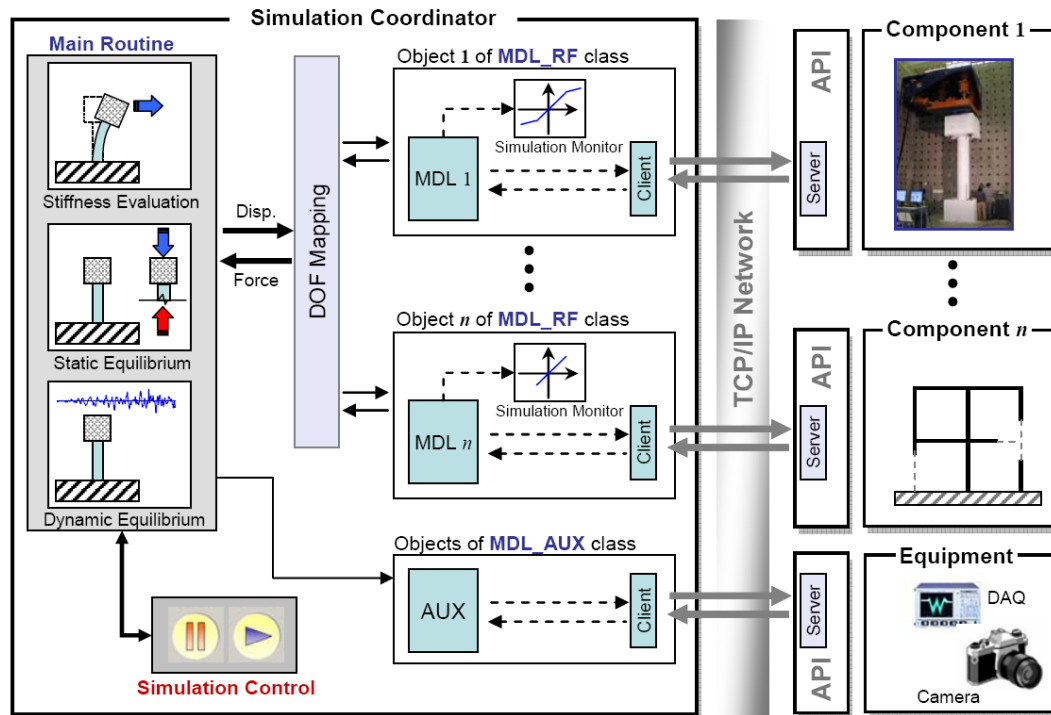 Simulation Coordinator
Main Routine
Stiffness Evaluation
Static Equilibrium
Dynamic Equilibrium
Simulation Control
Disp.
Force
DOF Mapping
Object 1 of MDL_RF class
MDL 1
Simulation Monitor
Client
Object n of MDL_RF class
MDL n
Simulation Monitor
Client
Objects of MDL_AUX class
AUX
Client
TCP/IP Network
API
Server
Component 1
API
Server
Component n
Server
API
Equipment
DAQ
Camera